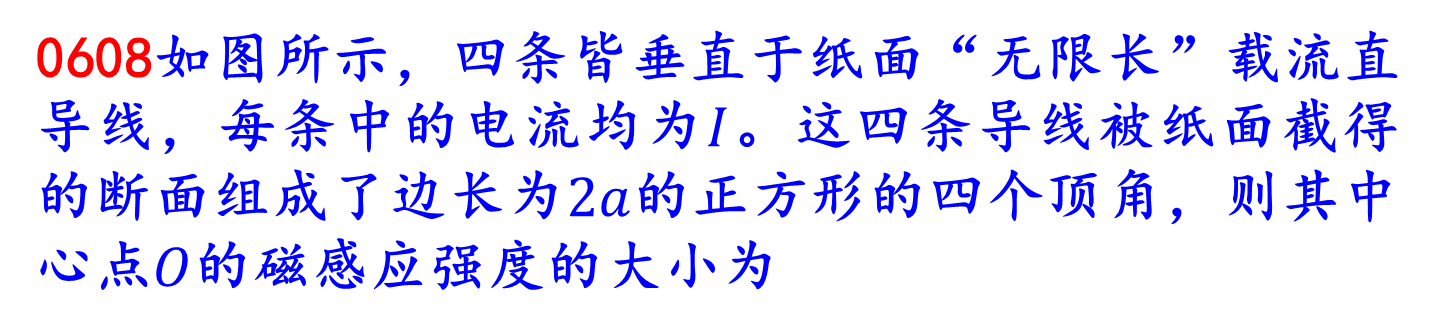 0608如图所示，四条皆垂直于纸面“无限长”载流直
导线，每条中的电流均为I。这四条导线被纸面截得
的断面组成了边长为2a的正方形的四个顶角，则其中
心点O的磁感应强度的大小为